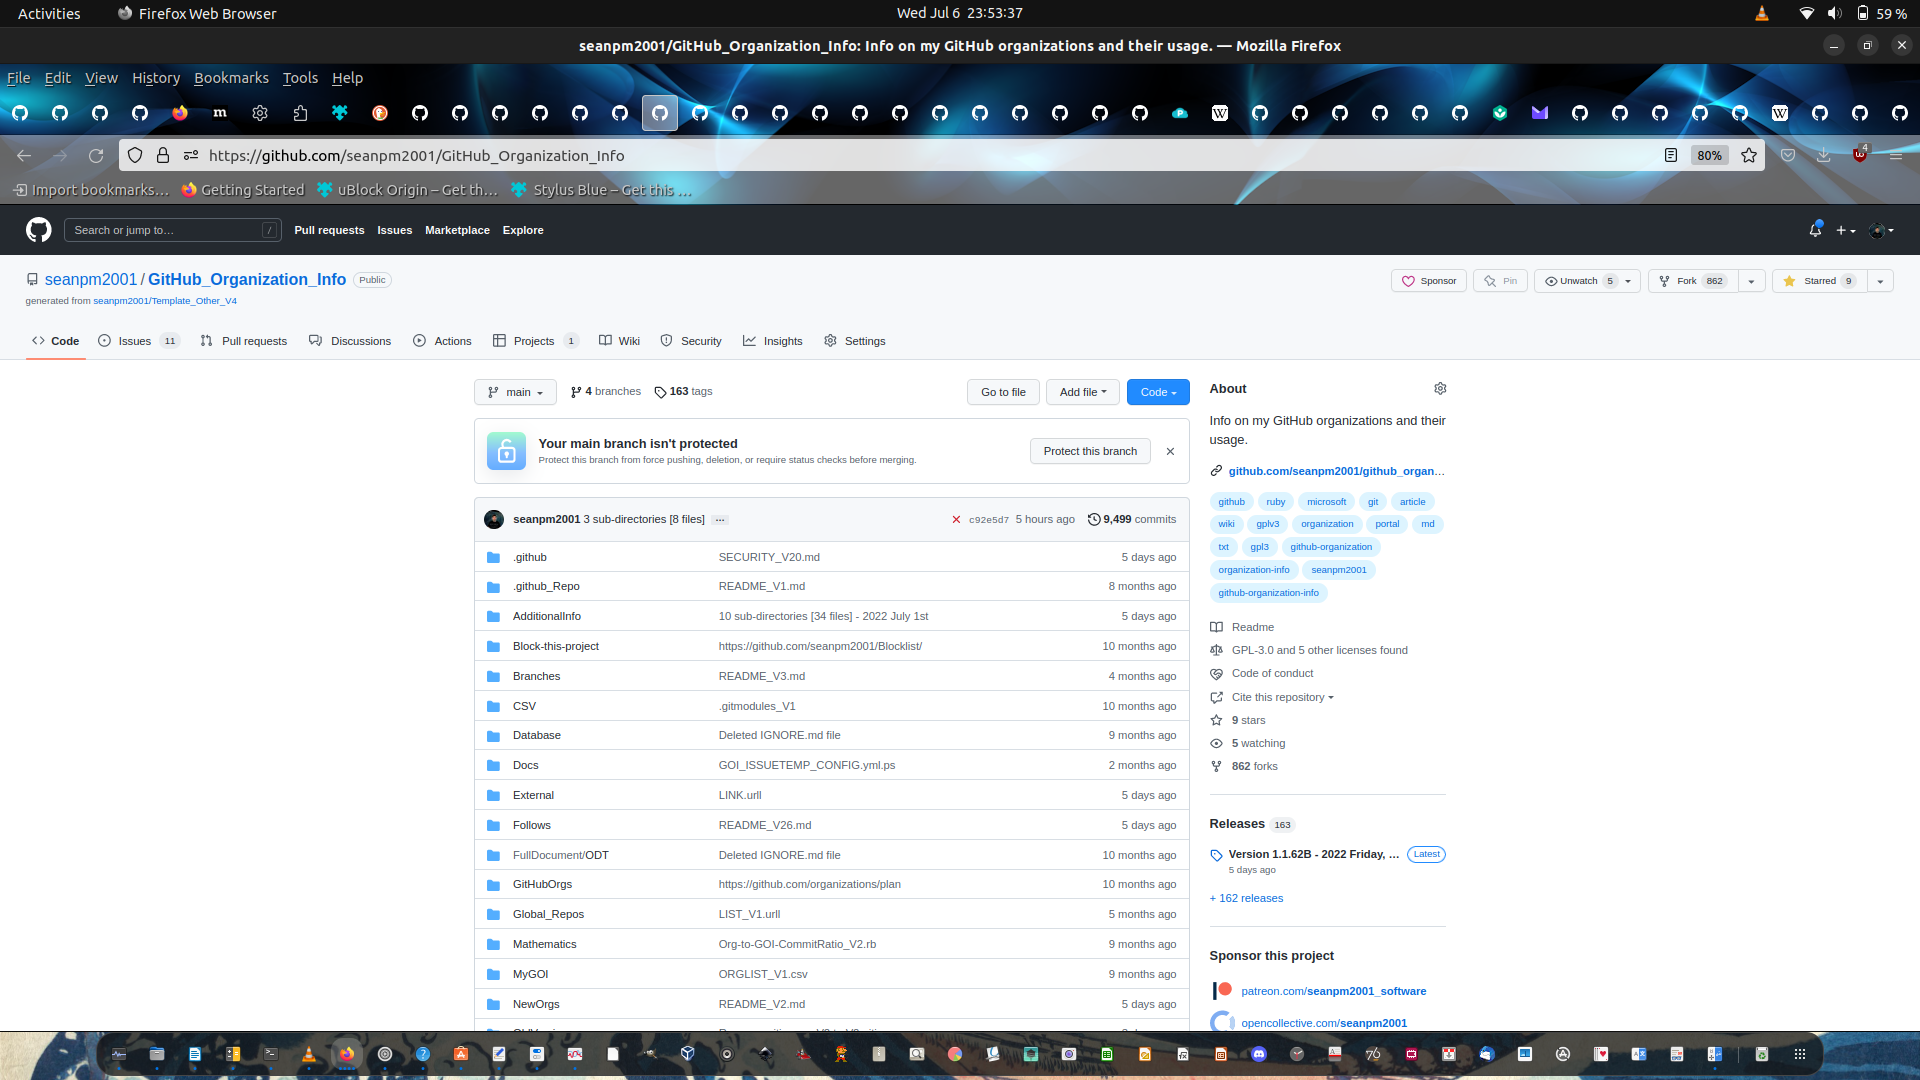 Activities
Firefox Web Browser
Wed Jul 6 23:53:37
59 %
seanpm2001/GitHub_Organization_Info: Info on my GitHub organizations and their usage. — Mozilla Firefox
File Edit View History Bookmarks Tools Help
https://github.com/seanpm2001/GitHub_Organization_Info
80%
4
Import bookmarks…
Getting Started
uBlock Origin – Get th…
Stylus Blue – Get this …
Search or jump to…
/
Pull requests
Issues
Marketplace
Explore
seanpm2001 / GitHub_Organization_Info
Public
generated from seanpm2001/Template_Other_V4
Sponsor
Pin
Unwatch 5
Fork 862
Starred 9
Code
Issues 11
Pull requests
Discussions
Actions
Projects 1
Wiki
Security
Insights
Settings
main
4 branches
163 tags
Go to file
Add file
Code
Your main branch isn't protected
Protect this branch from force pushing, deletion, or require status checks before merging.
Protect this branch
seanpm2001 3 sub-directories [8 files] …
c92e5d7 5 hours ago
9,499 commits
.github SECURITY_V20.md 5 days ago
.github_Repo README_V1.md 8 months ago
AdditionalInfo 10 sub-directories [34 files] - 2022 July 1st 5 days ago
Block-this-project https://github.com/seanpm2001/Blocklist/ 10 months ago
Branches README_V3.md 4 months ago
CSV .gitmodules_V1 10 months ago
Database Deleted IGNORE.md file 9 months ago
Docs GOI_ISSUETEMP_CONFIG.yml.ps 2 months ago
External LINK.urll 5 days ago
Follows README_V26.md 5 days ago
FullDocument/ODT Deleted IGNORE.md file 10 months ago
GitHubOrgs https://github.com/organizations/plan 10 months ago
Global_Repos LIST_V1.urll 5 months ago
Mathematics Org-to-GOI-CommitRatio_V2.rb 9 months ago
MyGOI ORGLIST_V1.csv 9 months ago
NewOrgs README_V2.md 5 days ago
About
Info on my GitHub organizations and their
usage.
github.com/seanpm2001/github_organ…
github ruby microsoft git article
wiki gplv3 organization portal md
txt gpl3 github-organization
organization-info seanpm2001
github-organization-info
Readme
GPL-3.0 and 5 other licenses found
Code of conduct
Cite this repository
9 stars
5 watching
862 forks
Releases 163
Version 1.1.62B - 2022 Friday, …
Latest
5 days ago
+ 162 releases
Sponsor this project
patreon.com/seanpm2001_software
opencollective.com/seanpm2001